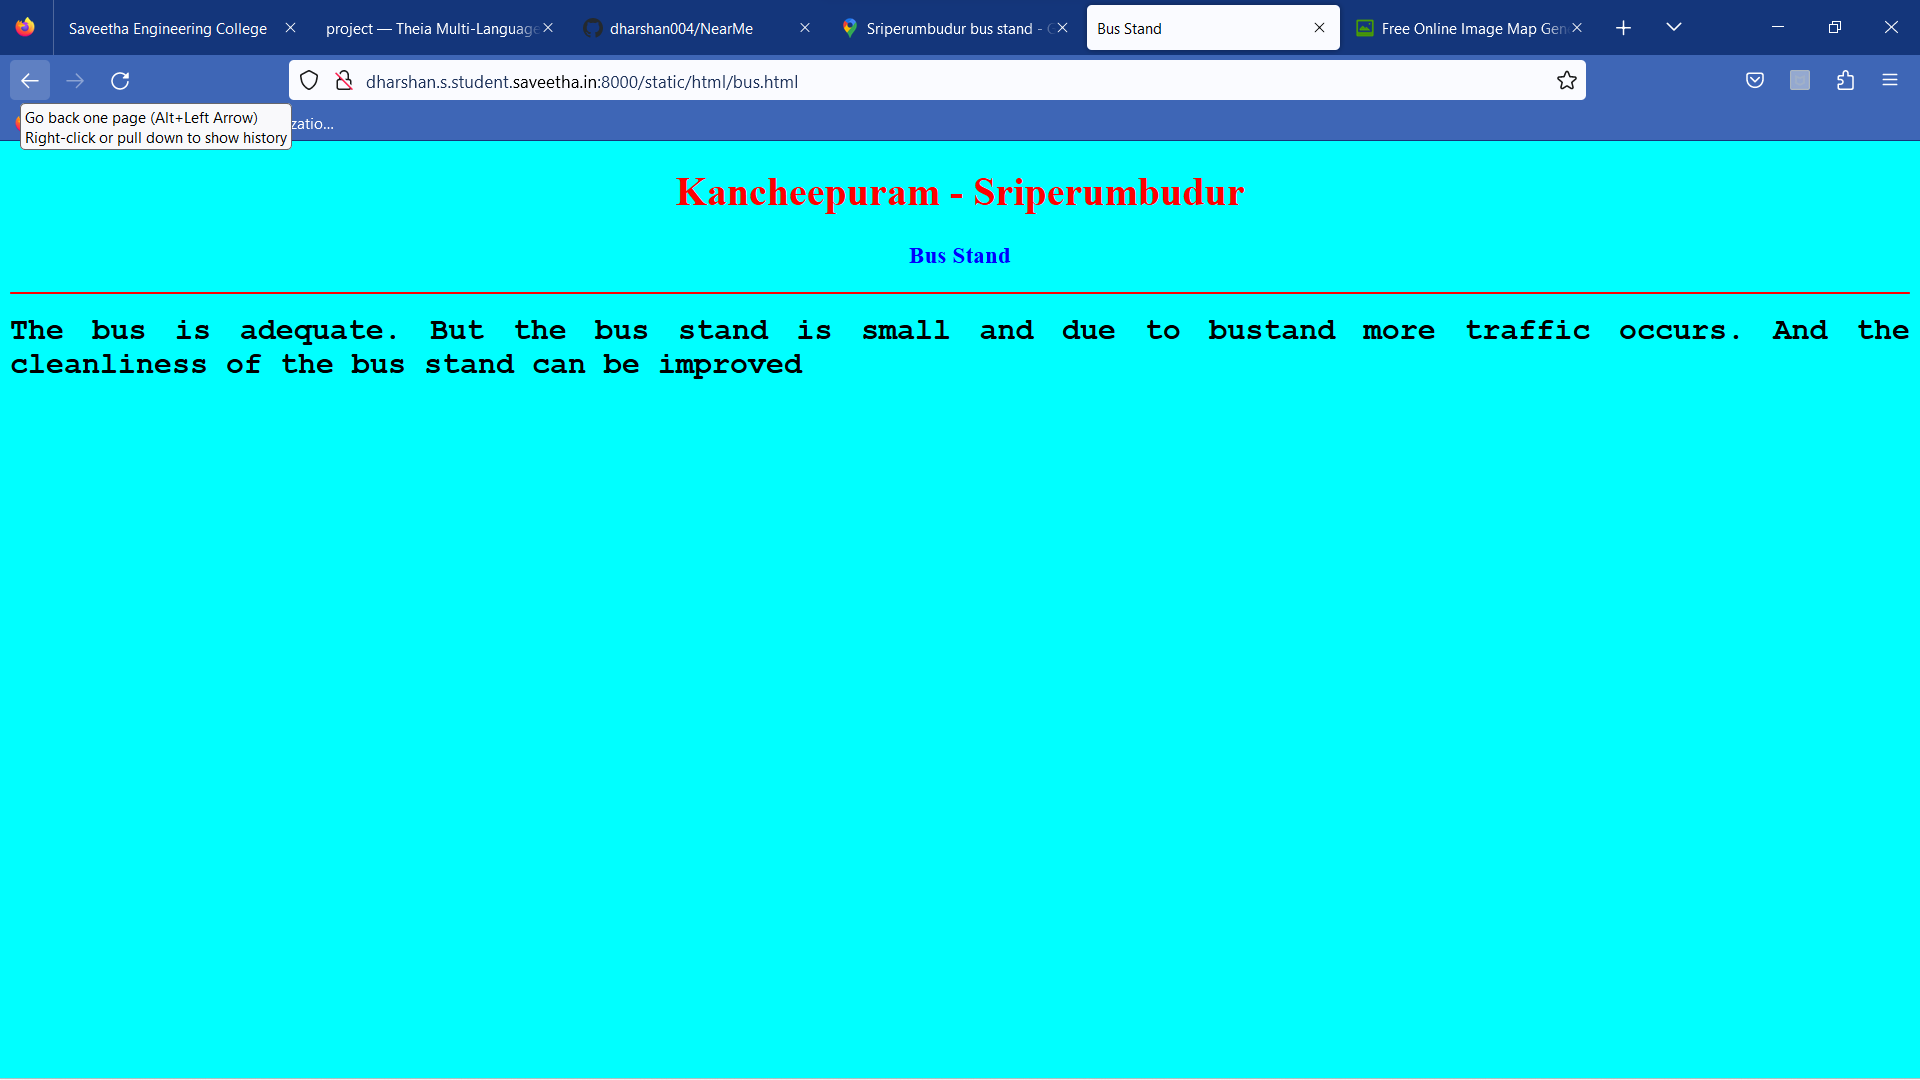 Saveetha Engineering College
project — Theia Multi-Language
dharshan004/NearMe
Sriperumbudur bus stand -
Bus Stand
Free Online Image Map Gen
dharshan.s.student.saveetha.in:8000/static/html/bus.html
Go back one page (Alt+Left Arrow)
Right-click or pull down to show history
zatio...
Kancheepuram - Sriperumbudur
Bus Stand
The bus is adequate. But the bus stand is small and due to bustand more traffic occurs. And the
cleanliness of the bus stand can be improved